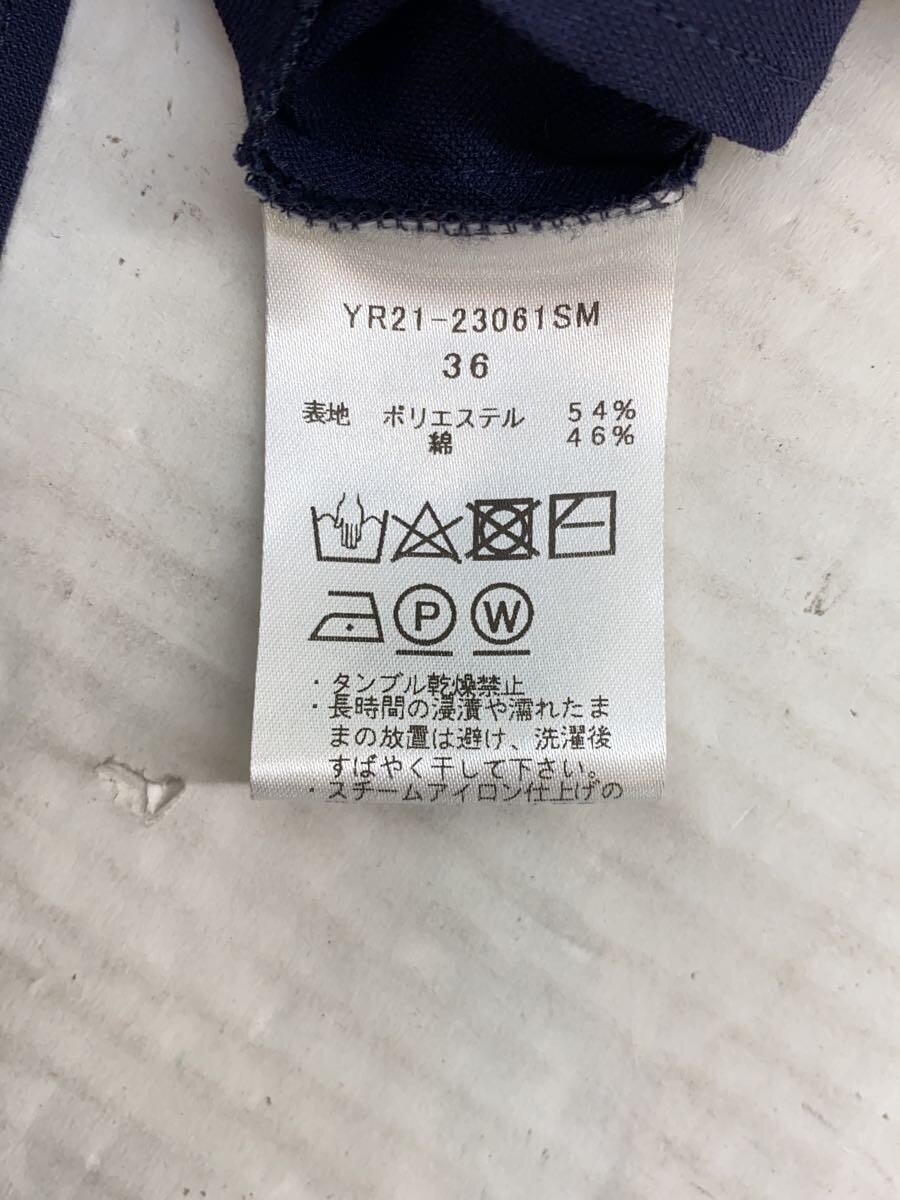 YR21-23061SM
36
表地 ポリエステル 54%
綿 46%
P W
・タンブル乾燥禁止
・長時間の浸漬や濡れたま
まの放置は避け、洗濯後
すばやく干して下さい。
・スチームアイロン仕上げの